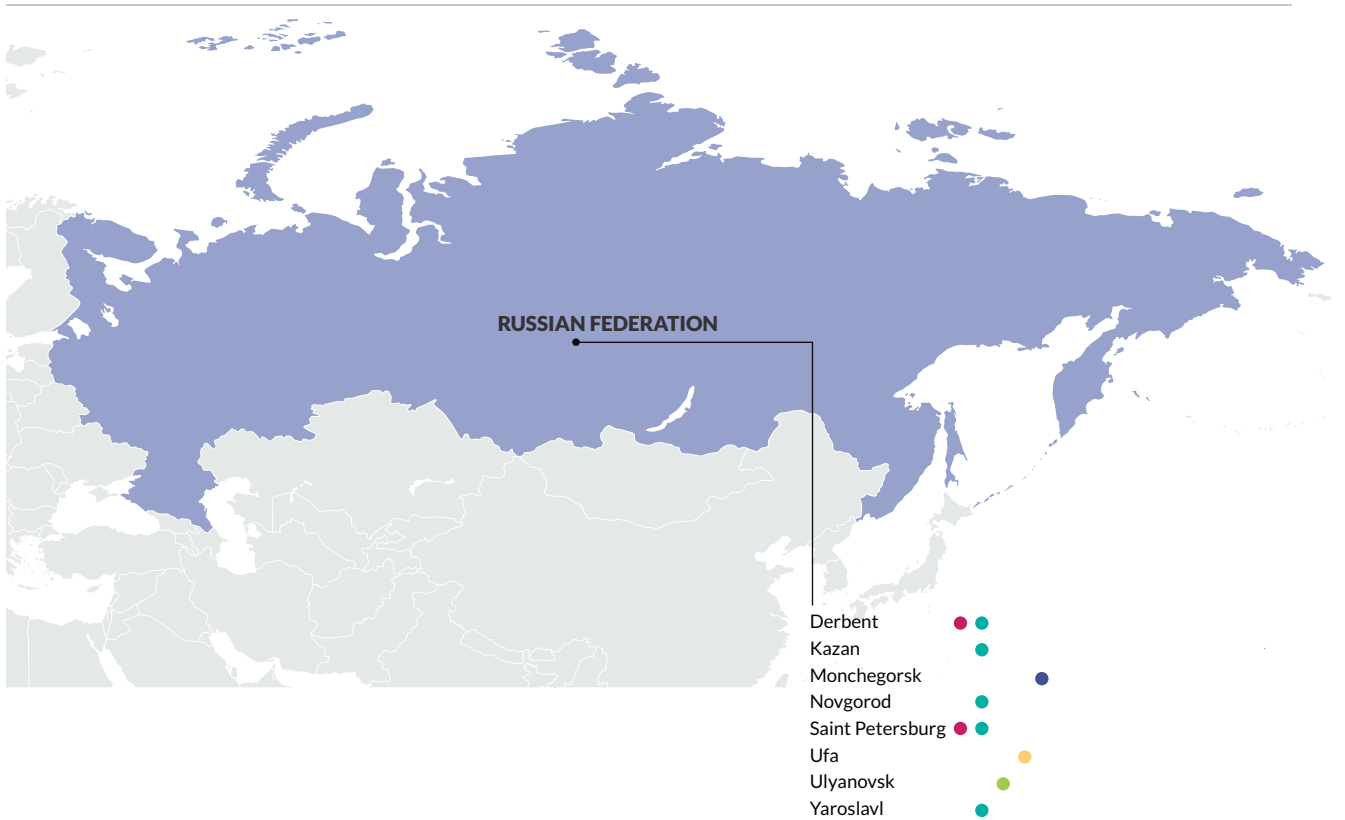 RUSSIAN FEDERATION
Derbent
Kazan
Monchegorsk
Novgorod
Saint Petersburg
Ufa
Ulyanovsk
Yaroslavl